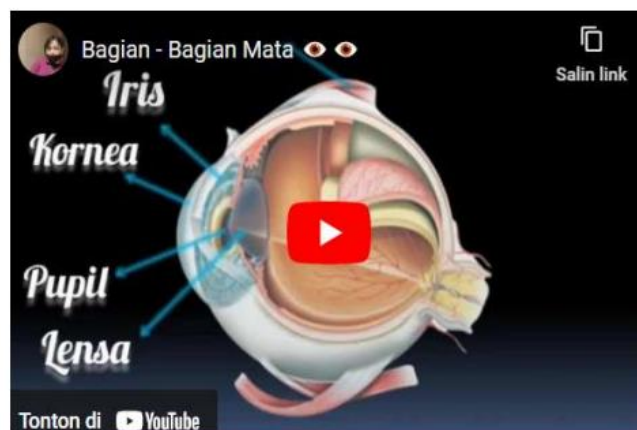 Bagian - Bagian Mata 👁️ 👁️
Salin link
Iris
Kornea
Pupil
Lensa
Tonton di YouTube